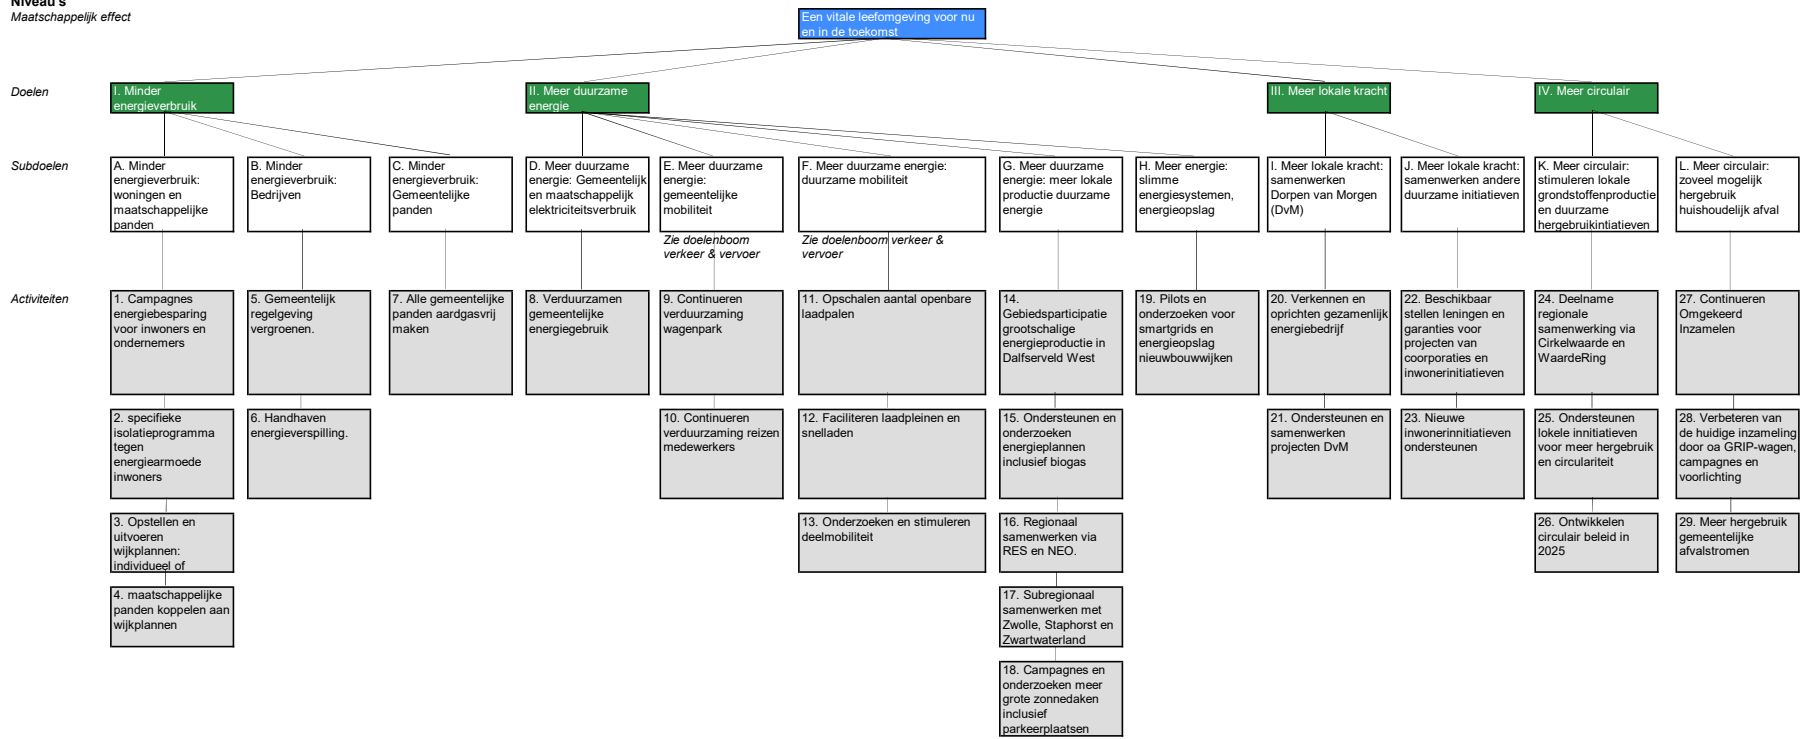 Niveau's
Maatschappelijk effect
Een vitale leefomgeving voor nu
en in de toekomst
Doelen
I. Minder
energieverbruik
II. Meer duurzame
energie
III. Meer lokale kracht
IV. Meer circulair
Subdoelen
A. Minder
energieverbruik:
woningen en
maatschappelijke
panden
B. Minder
energieverbruik:
Bedrijven
C. Minder
energieverbruik:
Gemeentelijke
panden
D. Meer duurzame
energie: Gemeentelijk
en maatschappelijk
elektriciteitsverbruik
E. Meer duurzame
energie:
gemeentelijke
mobiliteit
F. Meer duurzame energie:
duurzame mobiliteit
G. Meer duurzame
energie: meer lokale
productie duurzame
energie
H. Meer energie:
slimme
energiesystemen,
energieopslag
I. Meer lokale kracht:
samenwerken
Dorpen van Morgen
(DvM)
J. Meer lokale kracht:
samenwerken andere
duurzame initiatieven
K. Meer circulair:
stimuleren lokale
grondstoffenproductie
en duurzame
hergebruikintiatieven
L. Meer circulair:
zoveel mogelijk
hergebruik
huishoudelijk afval
Zie doelenboom
verkeer & vervoer
Zie doelenboom verkeer &
vervoer
Activiteiten
1. Campagnes
energiebesparing
voor inwoners en
ondernemers
5. Gemeentelijk
regelgeving
vergroenen.
7. Alle gemeentelijke
panden aardgasvrij
maken
8. Verduurzamen
gemeentelijke
energiegebruik
9. Continueren
verduurzaming
wagenpark
11. Opschalen aantal openbare
laadpalen
14.
Gebiedsparticipatie
grootschalige
energieproductie in
Dalfserveld West
19. Pilots en
onderzoeken voor
smartgrids en
energieopslag
nieuwbouwwijken
20. Verkennen en
oprichten gezamenlijk
energiebedrijf
22. Beschikbaar
stellen leningen en
garanties voor
projecten van
coorporaties en
inwonerinitiatieven
24. Deelname
regionale
samenwerking via
Cirkelwaarde en
WaardeRing
27. Continueren
Omgekeerd
Inzamelen
2. specifieke
isolatieprogramma
tegen
energiearmoede
inwoners
6. Handhaven
energieverspilling.
10. Continueren
verduurzaming reizen
medewerkers
12. Faciliteren laadpleinen en
snelladen
15. Ondersteunen en
onderzoeken
energieplannen
inclusief biogas
21. Ondersteunen en
samenwerken
projecten DvM
23. Nieuwe
inwonerinnitiatieven
ondersteunen
25. Ondersteunen
lokele innitiatieven
voor meer hergebruik
en circulariteit
28. Verbeteren van
de huidige inzameling
door oa GRIP-wagen,
campagnes en
voorlichting
3. Opstellen en
uitvoeren
wijkplannen:
individueel of
13. Onderzoeken en stimuleren
deelmobiliteit
16. Regionaal
samenwerken via
RES en NEO.
26. Ontwikkelen
circulair beleid in
2025
29. Meer hergebruik
gemeentelijke
afvalstromen
4. maatschappelijke
panden koppelen aan
wijkplannen
17. Subregionaal
samenwerken met
Zwolle, Staphorst en
Zwartwaterland
18. Campagnes en
onderzoeken meer
grote zonnedaken
inclusief
parkeerplaatsen